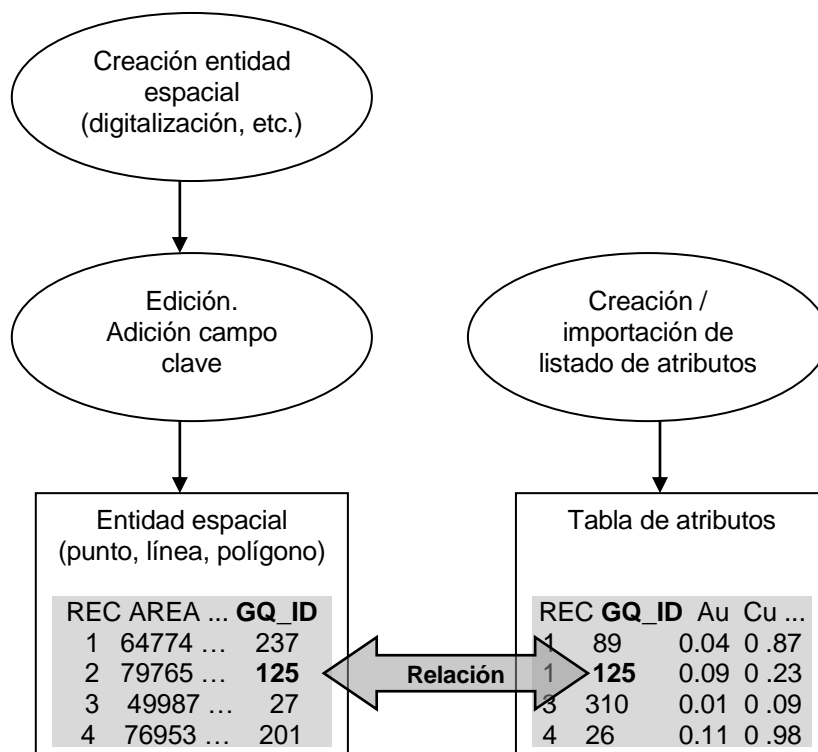 Creación entidad
espacial
(digitalización, etc.)
Edición.
Adición campo
clave
Creación /
importación de
listado de atributos
Entidad espacial
(punto, línea, polígono)
REC AREA ... GQ_ID
1 64774 ... 237
2 79765 ... 125
3 49987 ... 27
4 76953 ... 201
Relación
Tabla de atributos
REC GQ_ID Au Cu ...
1 89 0.04 0 .87
1 125 0.09 0 .23
3 310 0.01 0 .09
4 26 0.11 0 .98